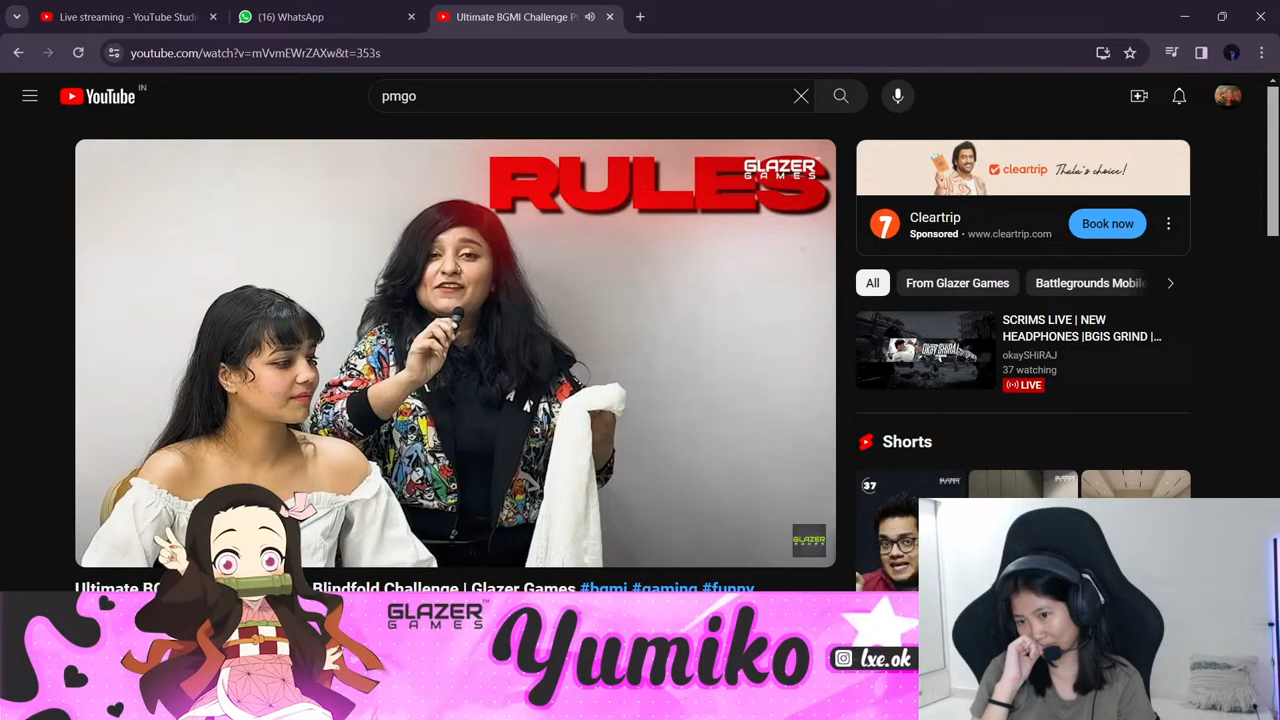 Live streaming - YouTube Studi
(16) WhatsApp
Ultimate BGMI Challenge P
youtube.com/watch?v=mVvmEWrZAXw&t=353s
YouTube IN
pmgo
RULES
GLAZER GAMES
cleartrip
Thala's choice!
7
Cleartrip
Sponsored · www.cleartrip.com
Book now
All
From Glazer Games
Battlegrounds Mobile
SCRIMS LIVE | NEW
HEADPHONES |BGIS GRIND |...
okaySHiRAJ
37 watching
LIVE
Shorts
37
GLAZER GAMES
Ultimate BG
Blindfold Challenge | Glazer Games #bgmi #gaming #funny
GLAZER GAMES
Yumiko
lxe.ok